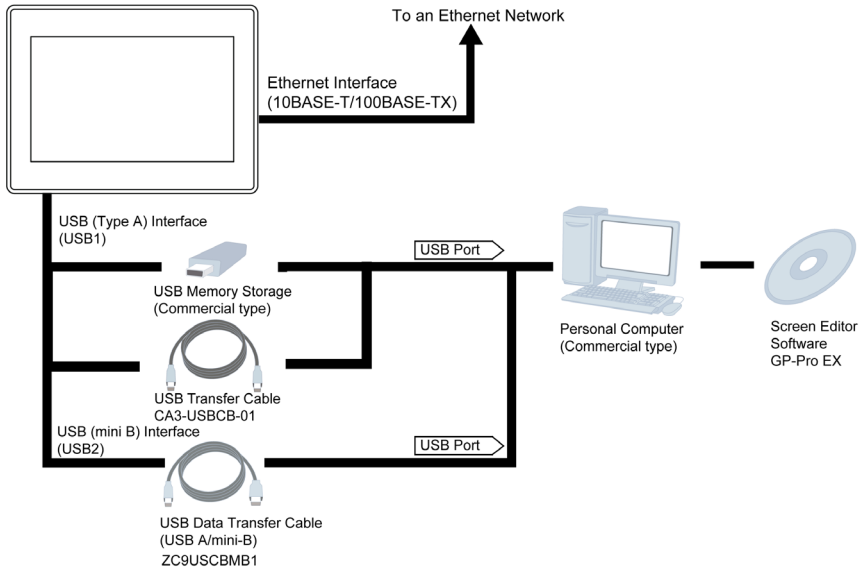 To an Ethernet Network
Ethernet Interface
(10BASE-T/100BASE-TX)
USB (Type A) Interface
(USB1)
USB Port
USB Memory Storage
(Commercial type)
Personal Computer
(Commercial type)
Screen Editor
Software
GP-Pro EX
USB Transfer Cable
CA3-USBCB-01
USB (mini B) Interface
(USB2)
USB Port
USB Data Transfer Cable
(USB A/mini-B)
ZC9USCBMB1